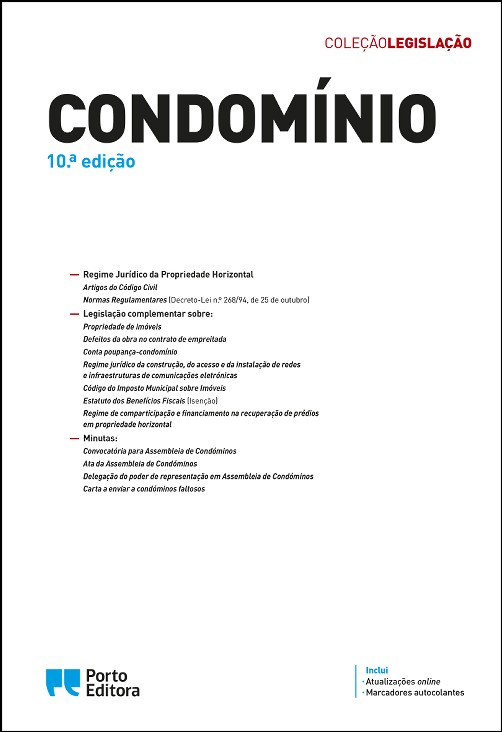 COLEÇÃOLEGISLAÇÃO
CONDOMÍNIO
10.ª edição
— Regime Jurídico da Propriedade Horizontal
Artigos do Código Civil
Normas Regulamentares (Decreto-Lei n.º 268/94, de 25 de outubro)
— Legislação complementar sobre:
Propriedade de imóveis
Defeitos da obra no contrato de empreitada
Conta poupança-condomínio
Regime jurídico da construção, do acesso e da instalação de redes
e infraestruturas de comunicações eletrónicas
Código do Imposto Municipal sobre Imóveis
Estatuto dos Benefícios Fiscais (Isenção)
Regime de comparticipação e financiamento na recuperação de prédios
em propriedade horizontal
— Minutas:
Convocatória para Assembleia de Condóminos
Ata da Assembleia de Condóminos
Delegação do poder de representação em Assembleia de Condóminos
Carta a enviar a condóminos faltosos
Porto
Editora
Inclui
· Atualizações online
· Marcadores autocolantes